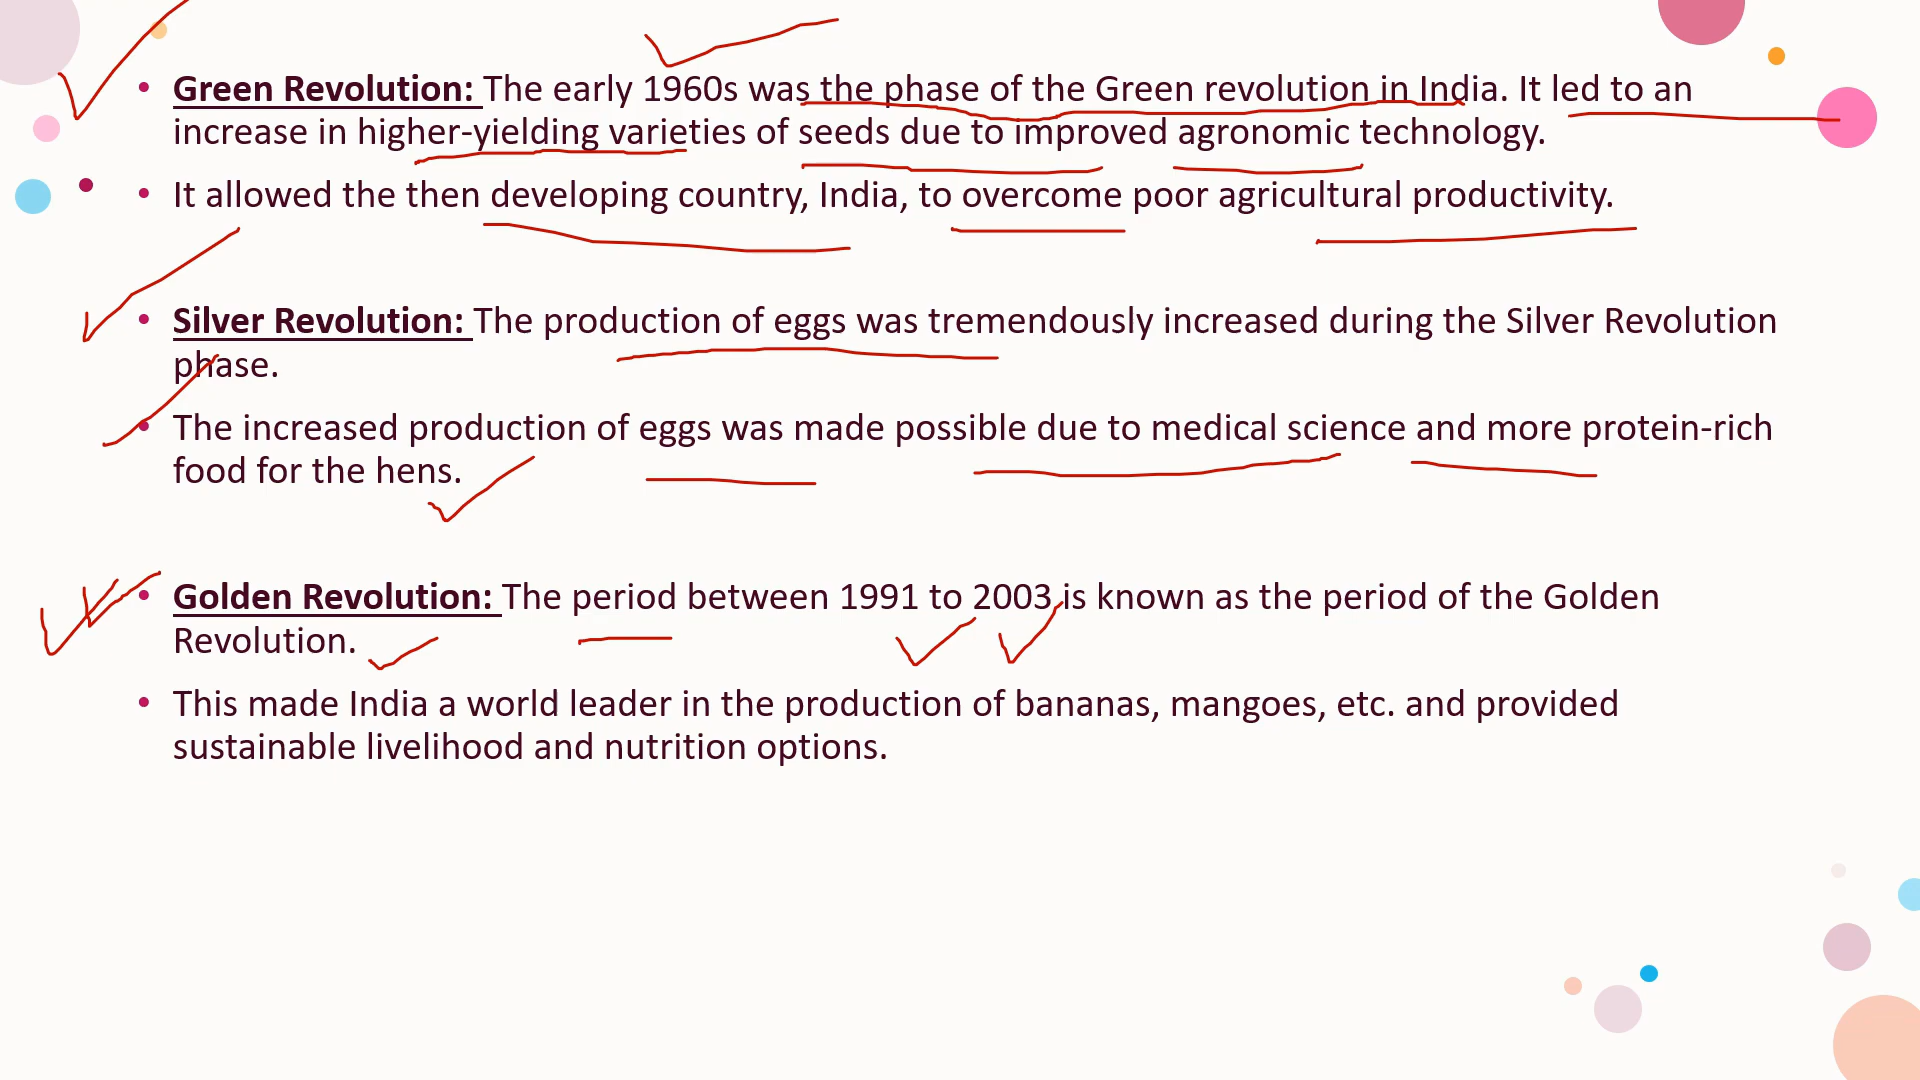 • Green Revolution: The early 1960s was the phase of the Green revolution in India. It led to an
increase in higher-yielding varieties of seeds due to improved agronomic technology.
• It allowed the then developing country, India, to overcome poor agricultural productivity.
• Silver Revolution: The production of eggs was tremendously increased during the Silver Revolution
phase.
• The increased production of eggs was made possible due to medical science and more protein-rich
food for the hens.
• Golden Revolution: The period between 1991 to 2003 is known as the period of the Golden
Revolution.
• This made India a world leader in the production of bananas, mangoes, etc. and provided
sustainable livelihood and nutrition options.